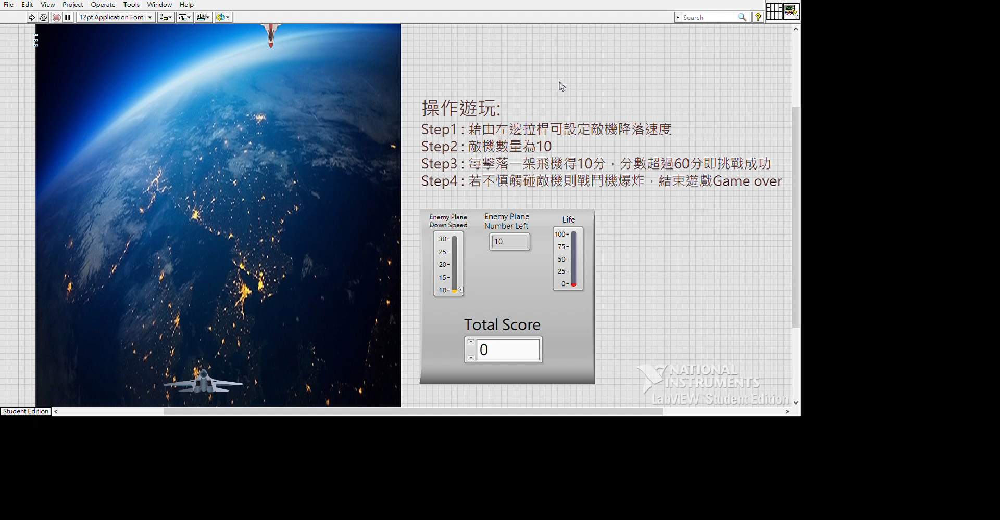 File Edit View Project Operate Tools Window Help
12pt Application Font
Search
?
2
操作遊玩:
Step1 : 藉由左邊拉桿可設定敵機降落速度
Step2 : 敵機數量為10
Step3 : 每擊落一架飛機得10分，分數超過60分即挑戰成功
Step4 : 若不慎觸碰敵機則戰鬥機爆炸，結束遊戲Game over
Enemy Plane
Down Speed
30
25
20
15
10
Enemy Plane
Number Left
10
Life
100
75
50
25
0
Total Score
0
NATIONAL
INSTRUMENTS
LabVIEW™ Student Edition
Student Edition